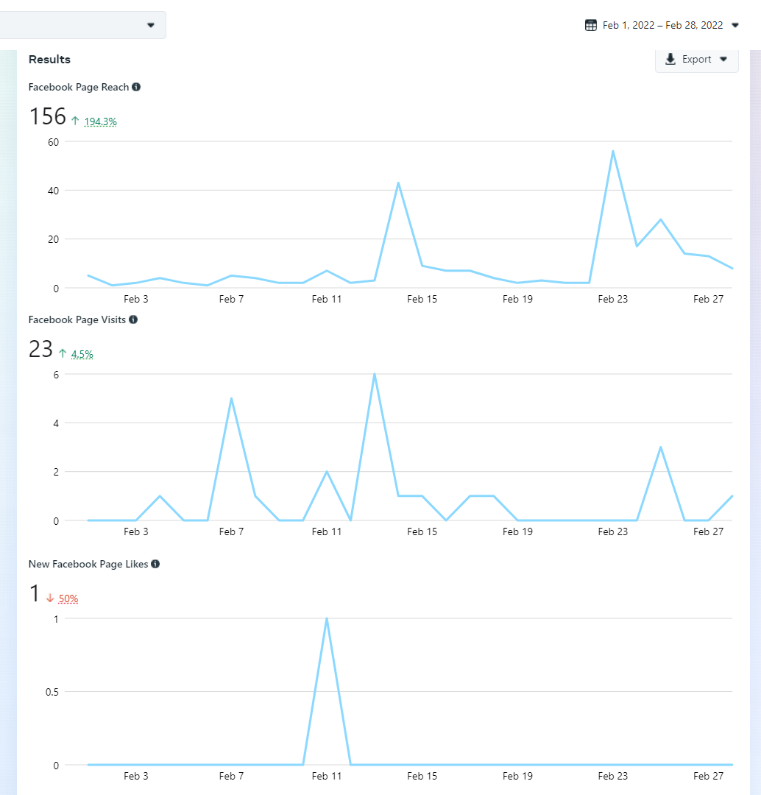 Feb 1, 2022 – Feb 28, 2022
Results
Export
Facebook Page Reach
156 ↑ 194.3%
60
40
20
0
Feb 3 Feb 7 Feb 11 Feb 15 Feb 19 Feb 23 Feb 27
Facebook Page Visits
23 ↑ 4.5%
6
4
2
0
Feb 3 Feb 7 Feb 11 Feb 15 Feb 19 Feb 23 Feb 27
New Facebook Page Likes
1 ↓ 50%
1
0.5
0
Feb 3 Feb 7 Feb 11 Feb 15 Feb 19 Feb 23 Feb 27